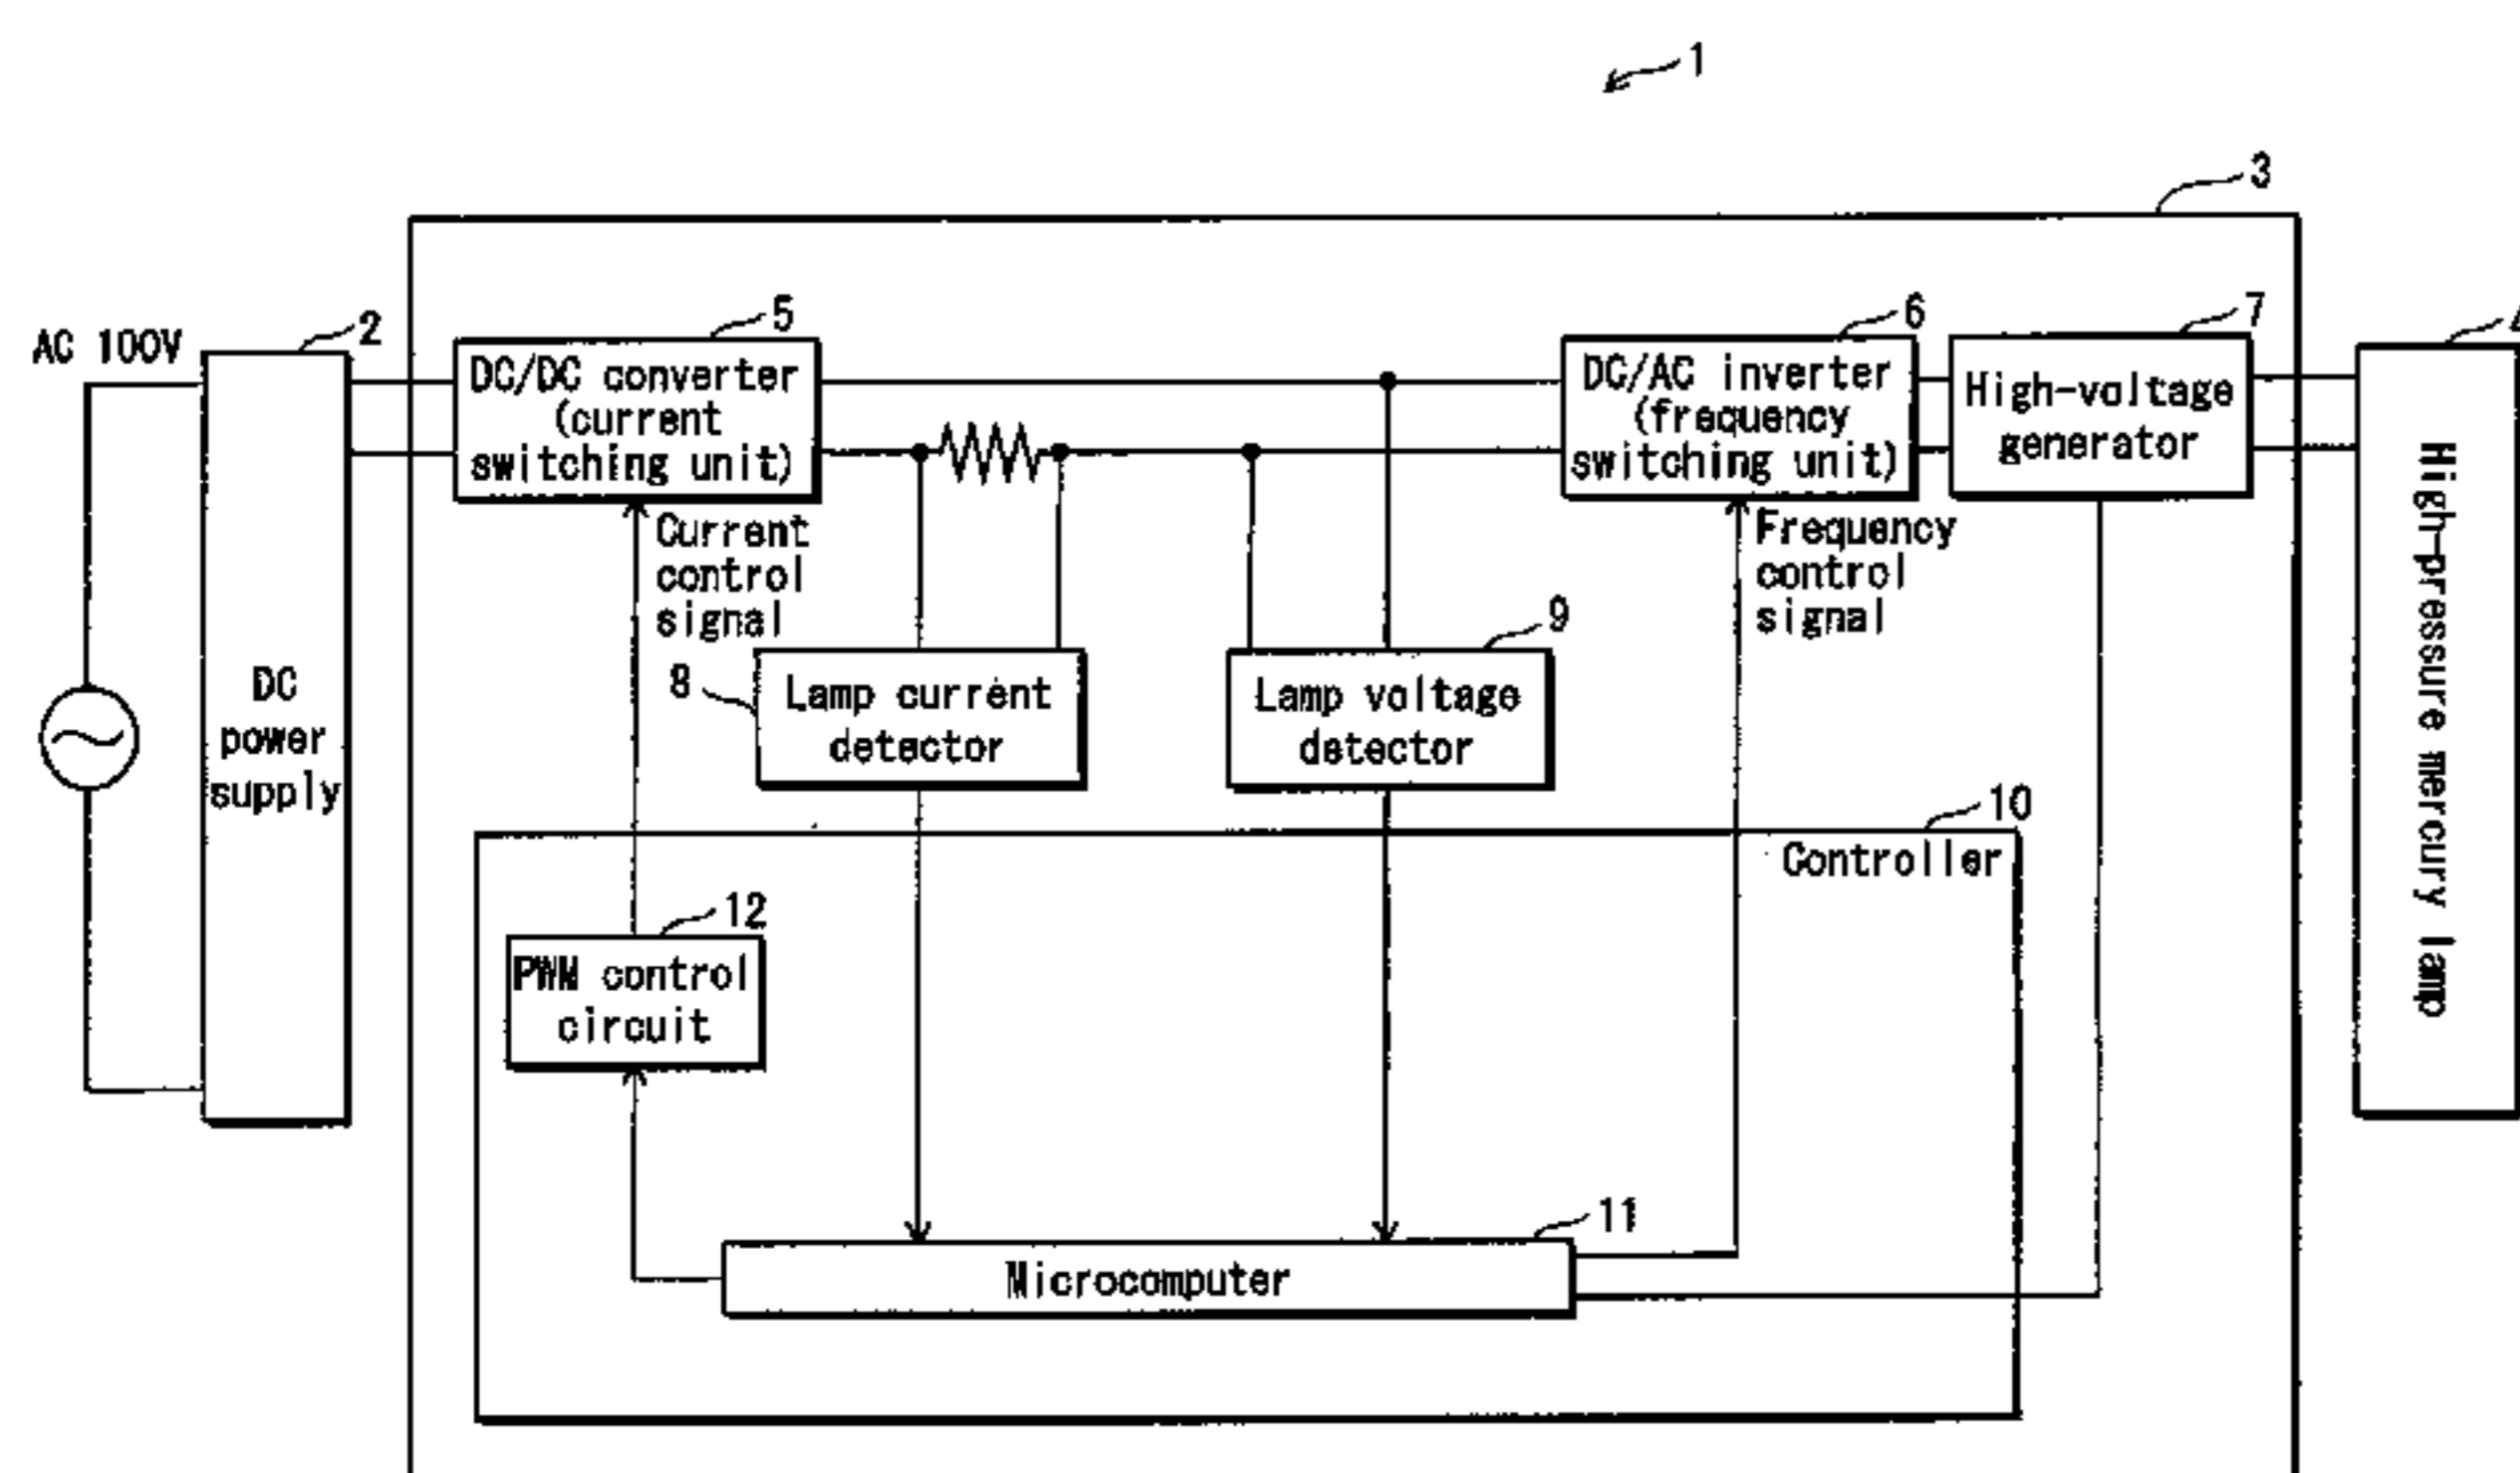 1
3
AC 100V
2
5
6
7
4
DC/DC converter
(current
switching unit)
DC/AC inverter
(frequency
switching unit)
High-voltage
generator
Current
control
signal
Frequency
control
signal
DC
power
supply
8
Lamp current
detector
9
Lamp voltage
detector
High-pressure mercury lamp
10
Controller
12
PWM control
circuit
11
Microcomputer